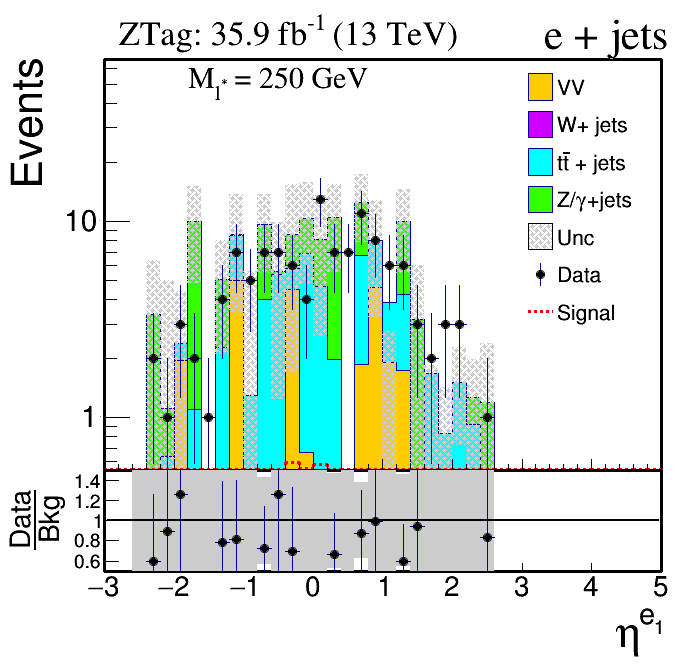 ZTag: 35.9 fb⁻¹ (13 TeV) e + jets
M_l* = 250 GeV
Events
10
1
VV
W+ jets
tt̄ + jets
Z/γ+jets
Unc
Data
Signal
Data
Bkg
1.4
1.2
1
0.8
0.6
−3 −2 −1 0 1 2 3 4 5
η^e₁